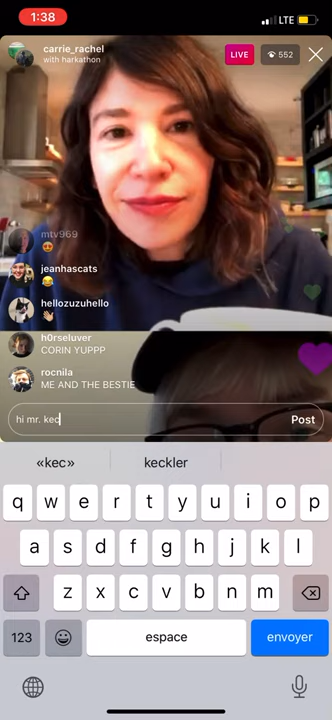 1:38
LTE
carrie_rachel
with harkathon
LIVE
552
mtv969
😍
jeanhascats
😂
hellozuzuhello
👋🏼
h0rseluver
CORIN YUPPP
rocnila
ME AND THE BESTIE
hi mr. kec
Post
«kec»
keckler
q w e r t y u i o p
a s d f g h j k l
z x c v b n m
123
espace
envoyer